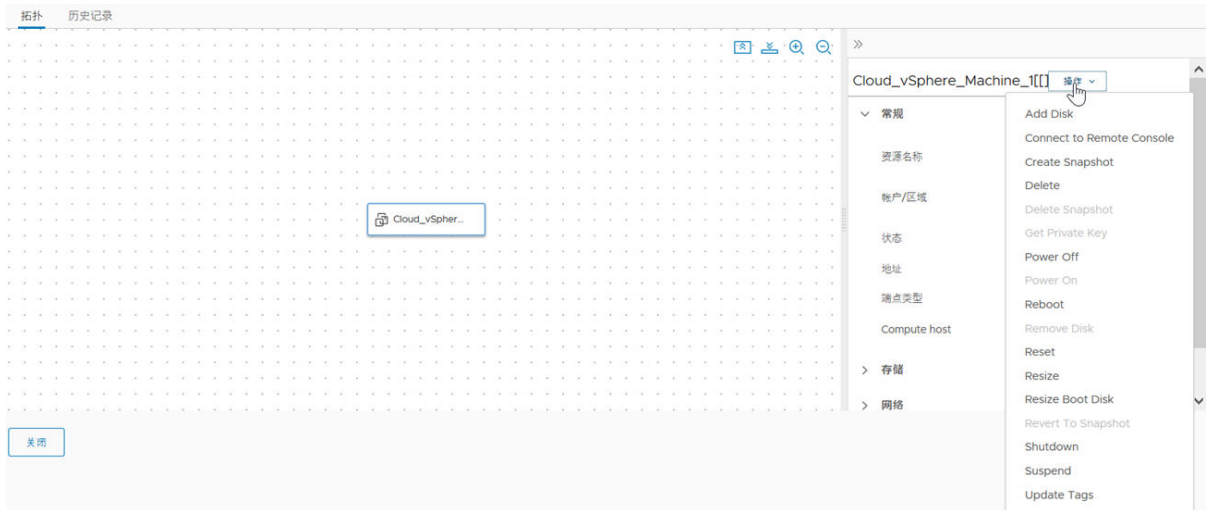 拓扑 历史记录
Cloud_vSpher...
Cloud_vSphere_Machine_1[[] 操作
常规
资源名称
帐户/区域
状态
地址
端点类型
Compute host
存储
网络
Add Disk
Connect to Remote Console
Create Snapshot
Delete
Delete Snapshot
Get Private Key
Power Off
Power On
Reboot
Remove Disk
Reset
Resize
Resize Boot Disk
Revert To Snapshot
Shutdown
Suspend
Update Tags
关闭